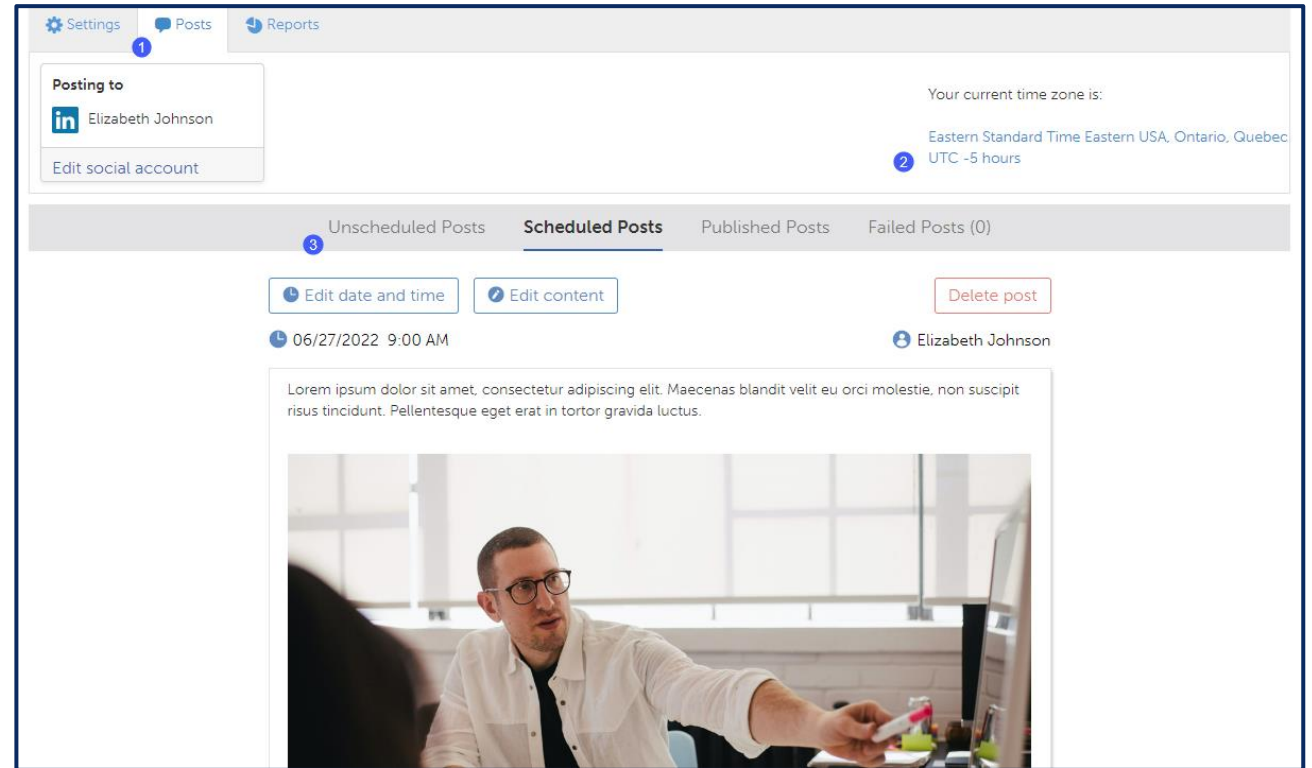 Settings Posts Reports
1
Posting to
in Elizabeth Johnson
Edit social account
Your current time zone is:
Eastern Standard Time Eastern USA, Ontario, Quebec
2 UTC -5 hours
Unscheduled Posts Scheduled Posts Published Posts Failed Posts (0)
3
Edit date and time Edit content Delete post
06/27/2022 9:00 AM Elizabeth Johnson
Lorem ipsum dolor sit amet, consectetur adipiscing elit. Maecenas blandit velit eu orci molestie, non suscipit
risus tincidunt. Pellentesque eget erat in tortor gravida luctus.